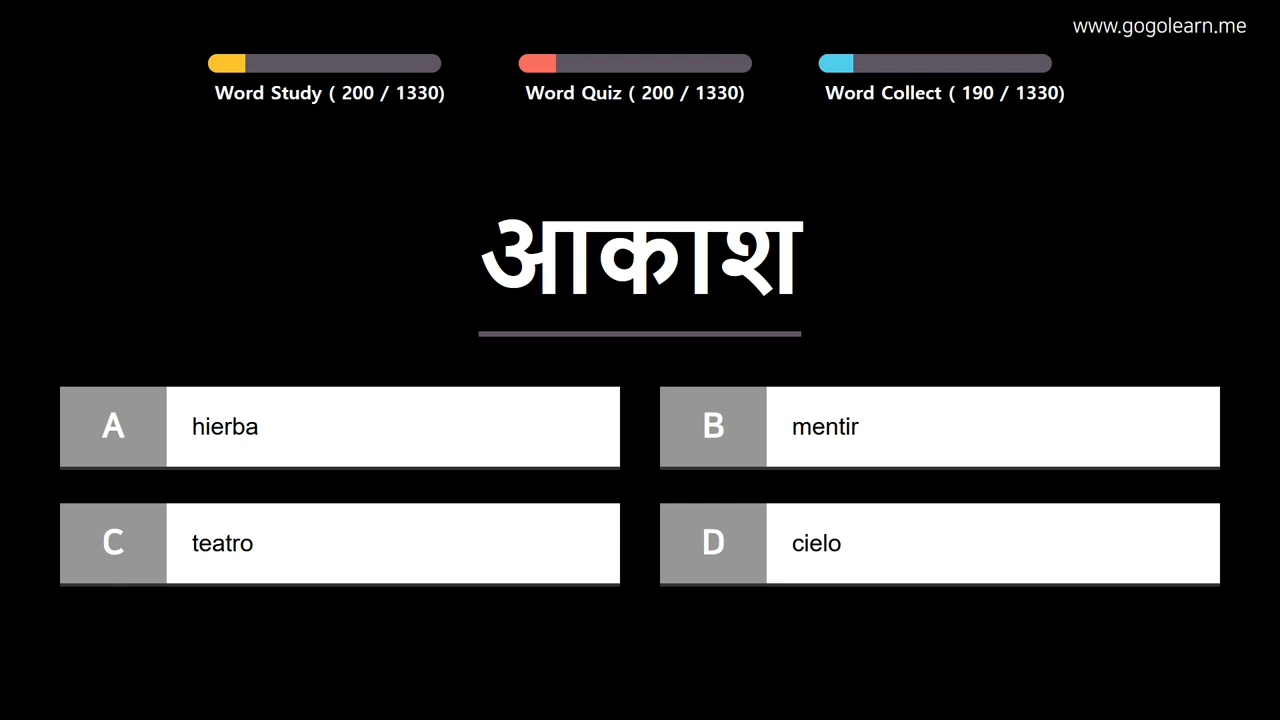 www.gogolearn.me
Word Study ( 200 / 1330)
Word Quiz ( 200 / 1330)
Word Collect ( 190 / 1330)
आकाश
A hierba
B mentir
C teatro
D cielo